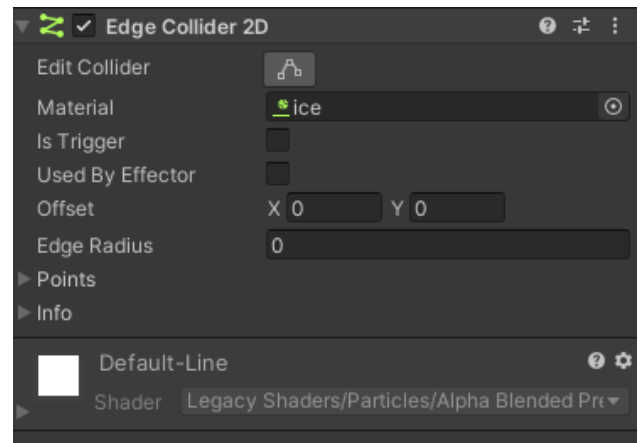 Edge Collider 2D
Edit Collider
Material ice
Is Trigger
Used By Effector
Offset X 0 Y 0
Edge Radius 0
Points
Info
Default-Line
Shader Legacy Shaders/Particles/Alpha Blended Pre